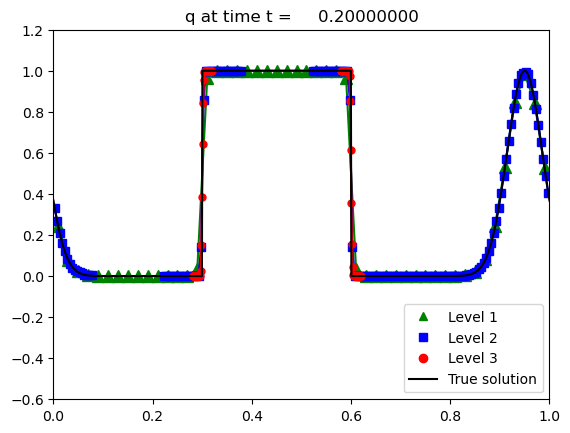 q at time t = 0.20000000
1.2
1.0
0.8
0.6
0.4
0.2
0.0
−0.2
−0.4
−0.6
0.0 0.2 0.4 0.6 0.8 1.0
Level 1
Level 2
Level 3
True solution